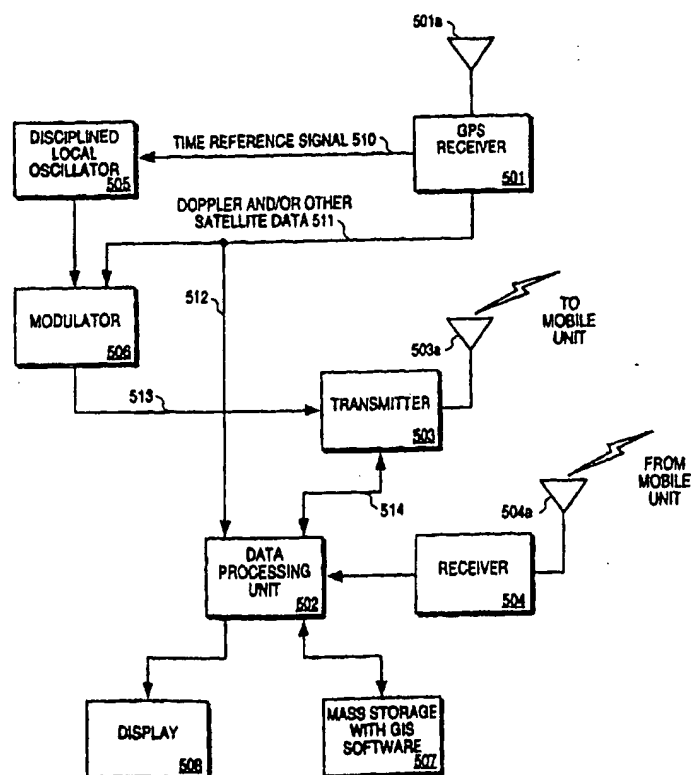 501a
DISCIPLINED
LOCAL
OSCILLATOR
505
TIME REFERENCE SIGNAL 510
GPS
RECEIVER
501
DOPPLER AND/OR OTHER
SATELLITE DATA 511
512
MODULATOR
506
TO
MOBILE
UNIT
503a
513
TRANSMITTER
503
FROM
MOBILE
UNIT
514
504a
DATA
PROCESSING
UNIT
502
RECEIVER
504
DISPLAY
508
MASS STORAGE
WITH GIS
SOFTWARE
507